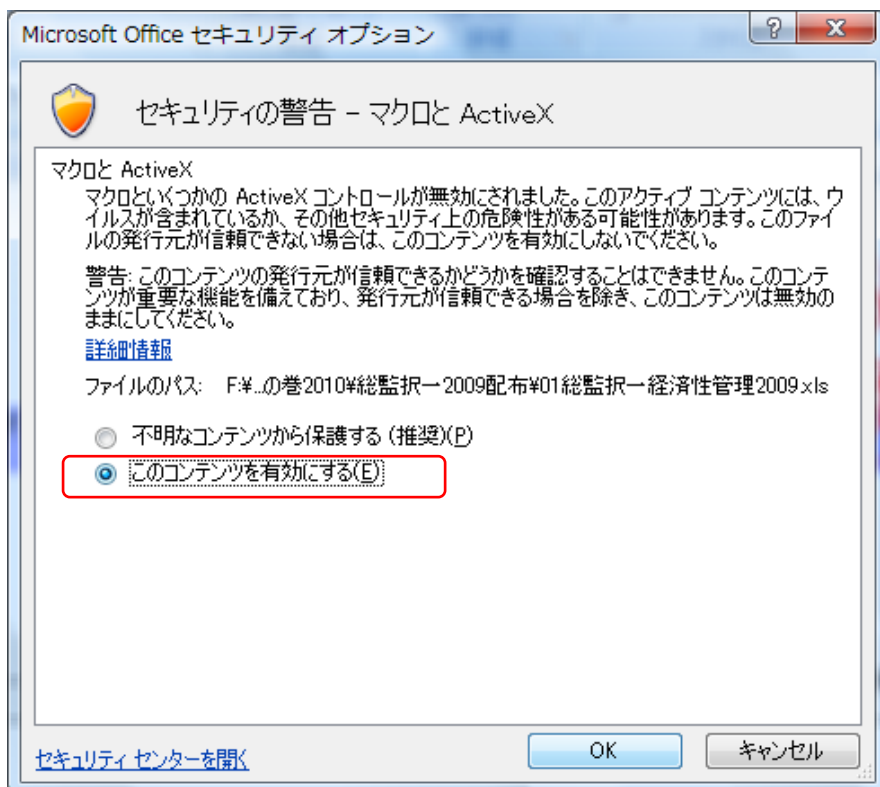 Microsoft Office セキュリティ オプション
セキュリティの警告 - マクロと ActiveX
マクロと ActiveX
マクロといくつかの ActiveX コントロールが無効にされました。このアクティブ コンテンツには、ウ
イルスが含まれているか、その他セキュリティ上の危険性がある可能性があります。このファイ
ルの発行元が信頼できない場合は、このコンテンツを有効にしないでください。
警告: このコンテンツの発行元が信頼できるかどうかを確認することはできません。このコンテ
ンツが重要な機能を備えており、発行元が信頼できる場合を除き、このコンテンツは無効の
ままにしてください。
詳細情報
ファイルのパス: F:¥...の巻2010¥総監択一2009配布¥01総監択一経済性管理2009.xls
不明なコンテンツから保護する (推奨)(P)
このコンテンツを有効にする(E)
セキュリティ センターを開く
OK
キャンセル